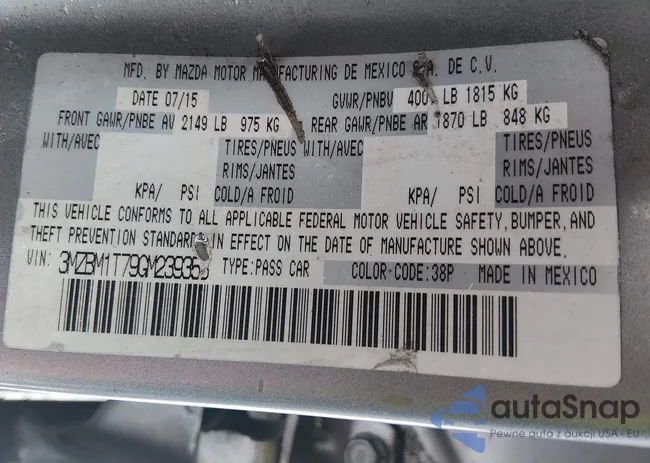 MFD. BY MAZDA MOTOR MANUFACTURING DE MEXICO S.A. DE C.V.
DATE 07/15 GVWR/PNBV LB 1815 KG
FRONT GAWR/PNBE AV 2149 LB 975 KG REAR GAWR/PNBE AR 1870 LB 848 KG
WITH/AVEC TIRES/PNEUS WITH/AVEC TIRES/PNEUS
RIMS/JANTES RIMS/JANTES
KPA/ PSI COLD/A FROID KPA/ PSI COLD/A FROID
THIS VEHICLE CONFORMS TO ALL APPLICABLE FEDERAL MOTOR VEHICLE SAFETY, BUMPER, AND
THEFT PREVENTION STANDARDS IN EFFECT ON THE DATE OF MANUFACTURE SHOWN ABOVE.
VIN: TYPE:PASS CAR COLOR-CODE:38P MADE IN MEXICO
autaSnap
Pewne auta z aukcji USA i EU